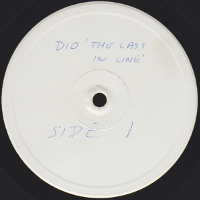 DIO 'THE LAST
IN LINE'
SIDE 1